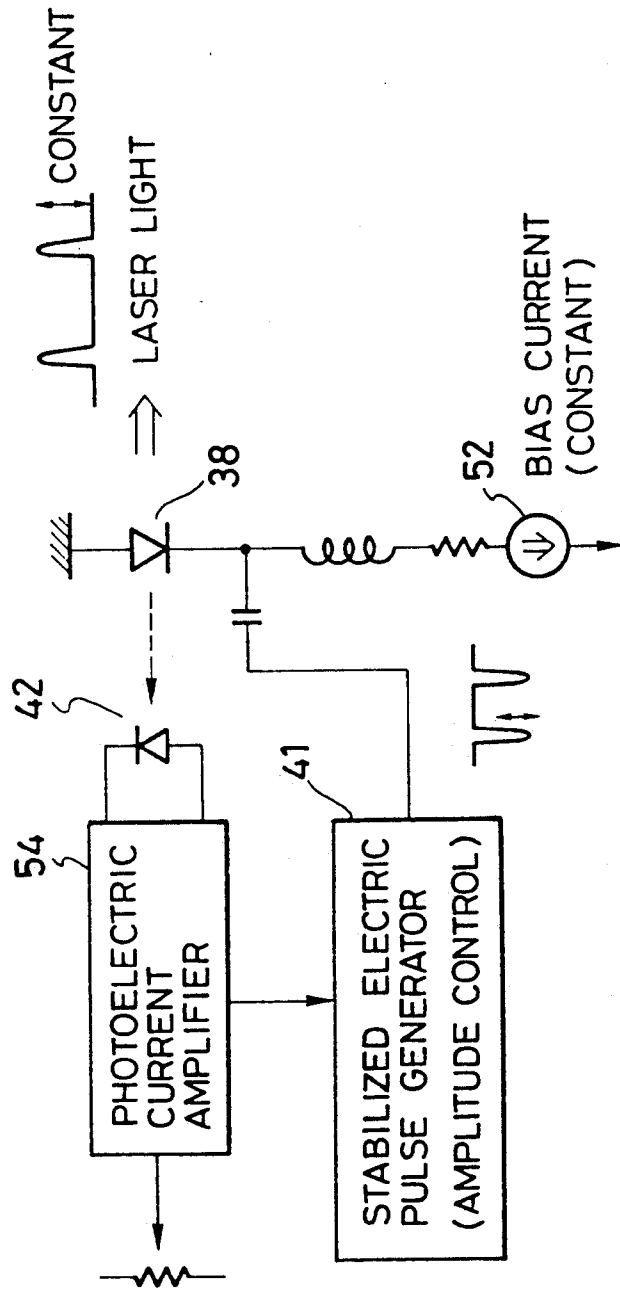 CONSTANT
LASER LIGHT
38
42
54
PHOTOELECTRIC
CURRENT
AMPLIFIER
41
STABILIZED ELECTRIC
PULSE GENERATOR
(AMPLITUDE CONTROL)
52
BIAS CURRENT
(CONSTANT)